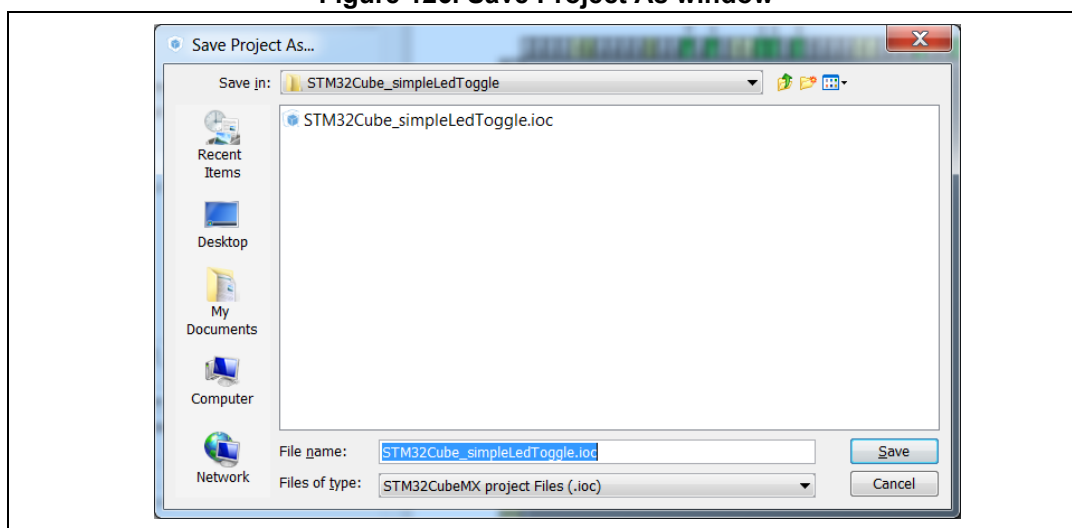 Save Project As...
Save in: STM32Cube_simpleLedToggle
STM32Cube_simpleLedToggle.ioc
Recent
Items
Desktop
My
Documents
Computer
Network
File name: STM32Cube_simpleLedToggle.ioc Save
Files of type: STM32CubeMX project Files (.ioc) Cancel